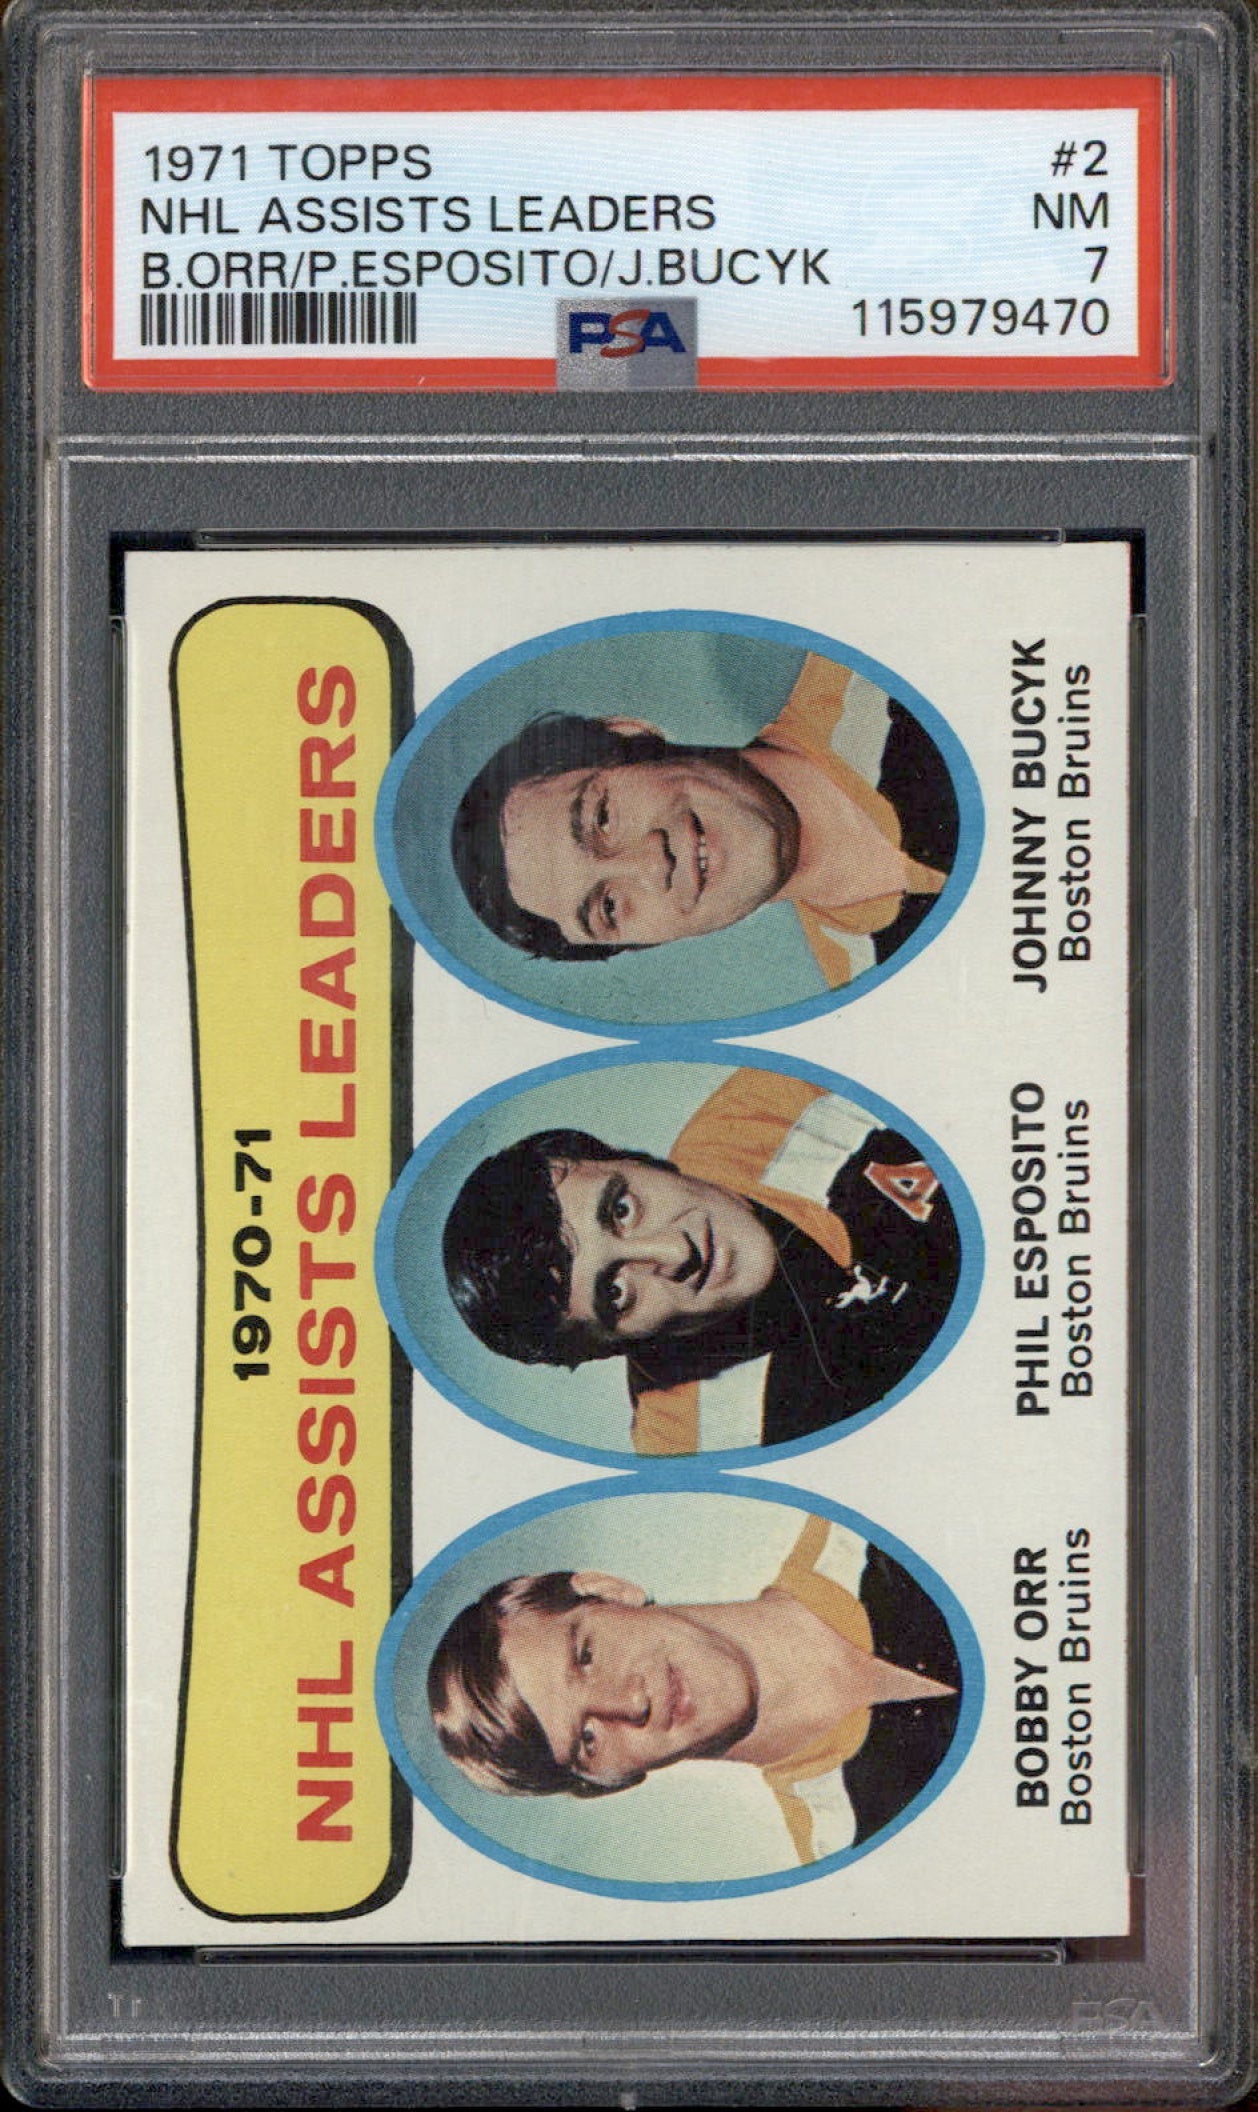 1971 TOPPS #2
NHL ASSISTS LEADERS NM
B.ORR/P.ESPOSITO/J.BUCYK 7
PSA 115979470
1970-71
NHL ASSISTS LEADERS
A
BOBBY ORR
Boston Bruins
PHIL ESPOSITO
Boston Bruins
JOHNNY BUCYK
Boston Bruins
PSA